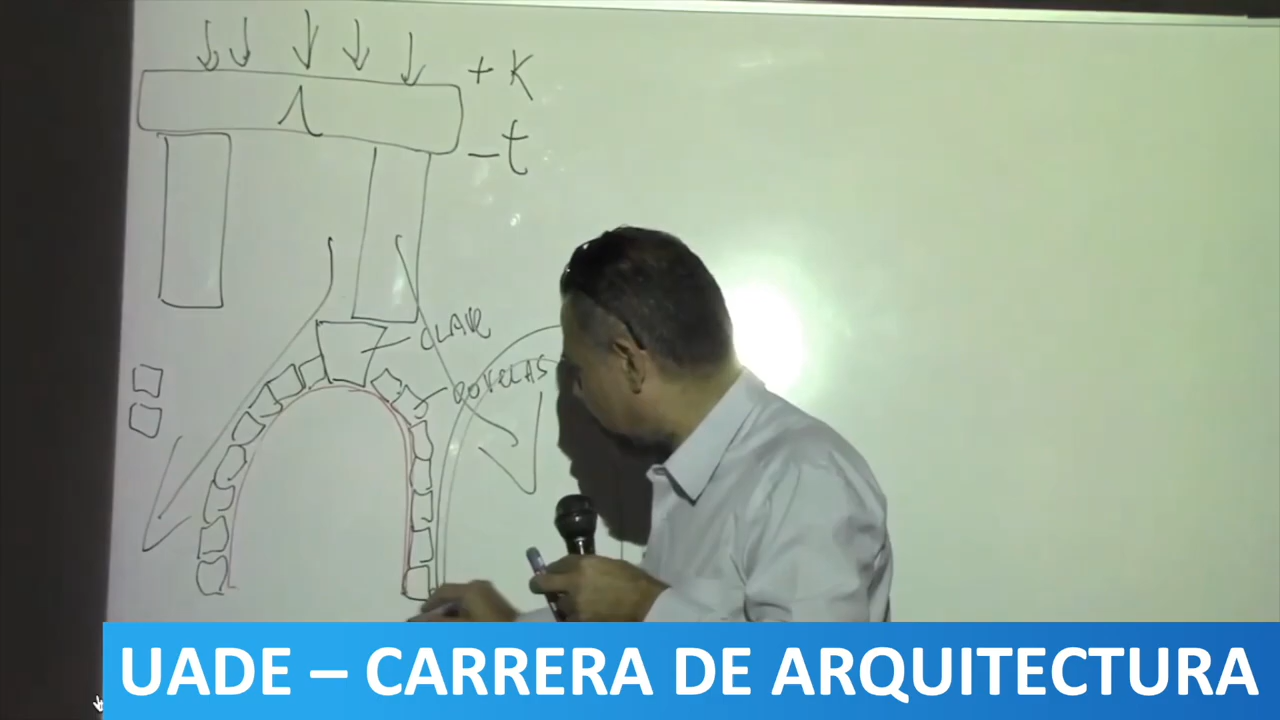 + K
- t
CLAVE
DOVELAS
UADE – CARRERA DE ARQUITECTURA